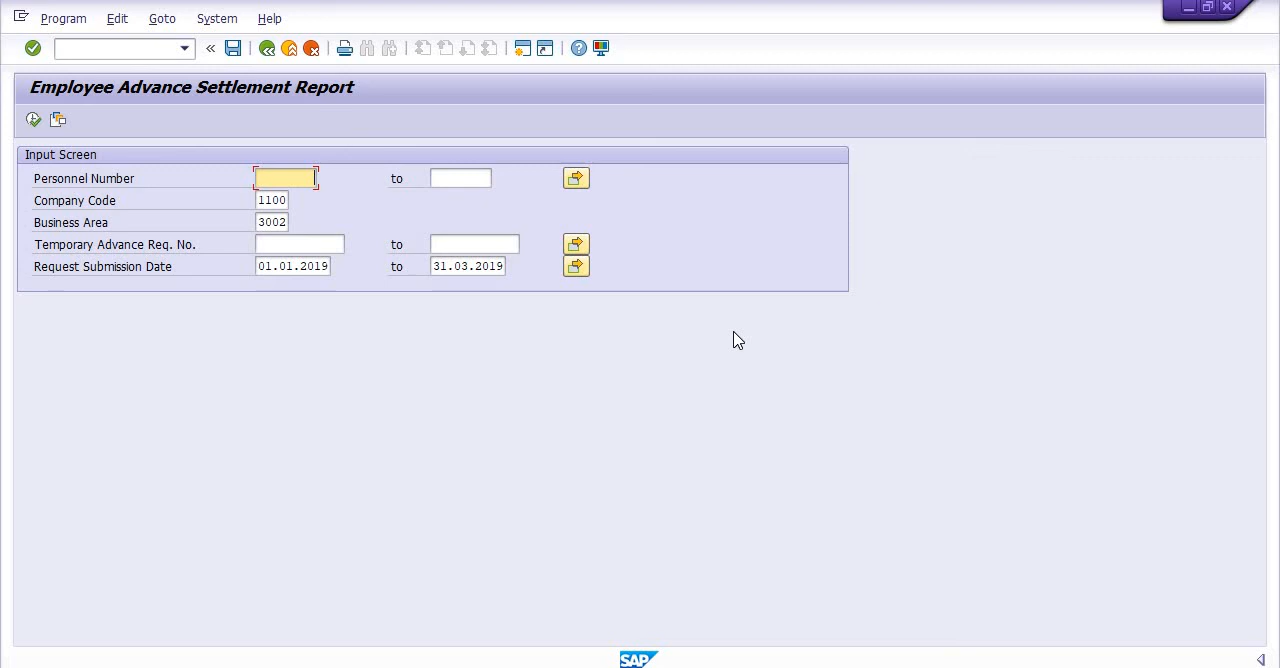 Program Edit Goto System Help
Employee Advance Settlement Report
Input Screen
Personnel Number to
Company Code 1100
Business Area 3002
Temporary Advance Req. No. to
Request Submission Date 01.01.2019 to 31.03.2019
SAP